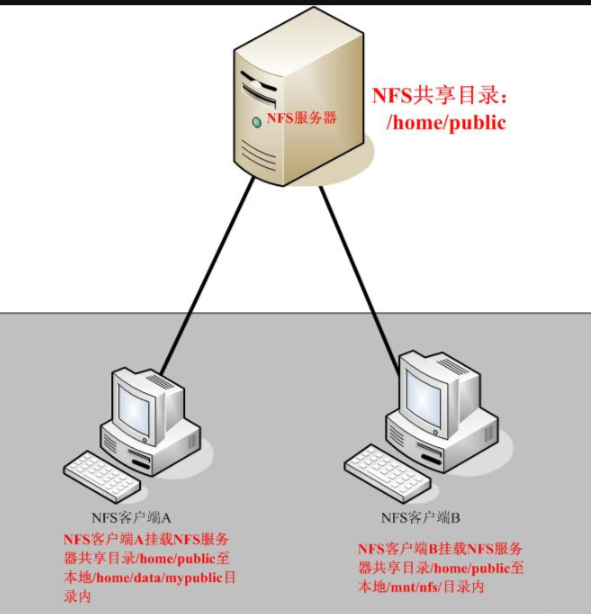 NFS共享目录：
/home/public
NFS服务器
NFS客户端A
NFS客户端A挂载NFS服务
器共享目录/home/public至
本地/home/data/mypublic目
录内
NFS客户端B
NFS客户端B挂载NFS服务
器共享目录/home/public至
本地/mnt/nfs/目录内